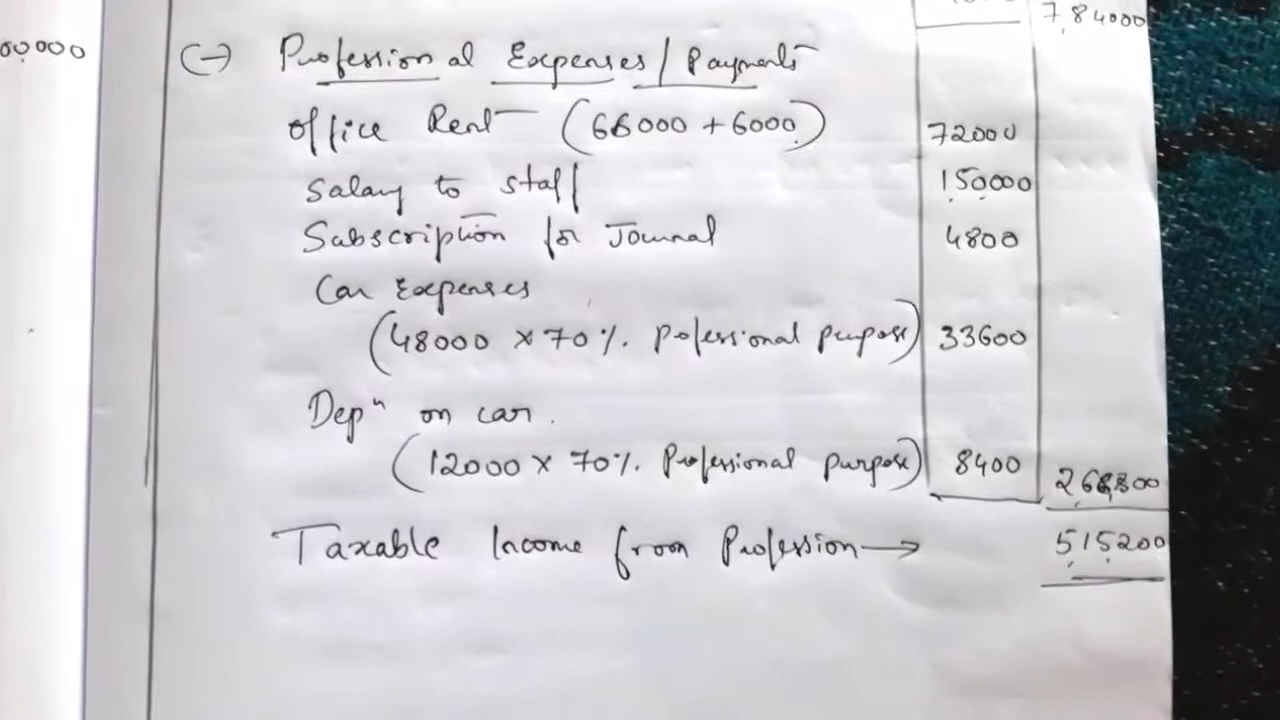 7,84000
00000
(-) Professional Expenses / Payments
office Rent (66000 + 6000) 72000
Salary to staff 150000
Subscription for Journal 4800
Car Expenses
(48000 x 70%. Pofessional purpose) 33600
Depⁿ on car.
(12000 x 70%. Professional purpose) 8400 268800
Taxable Income from Profession → 515200